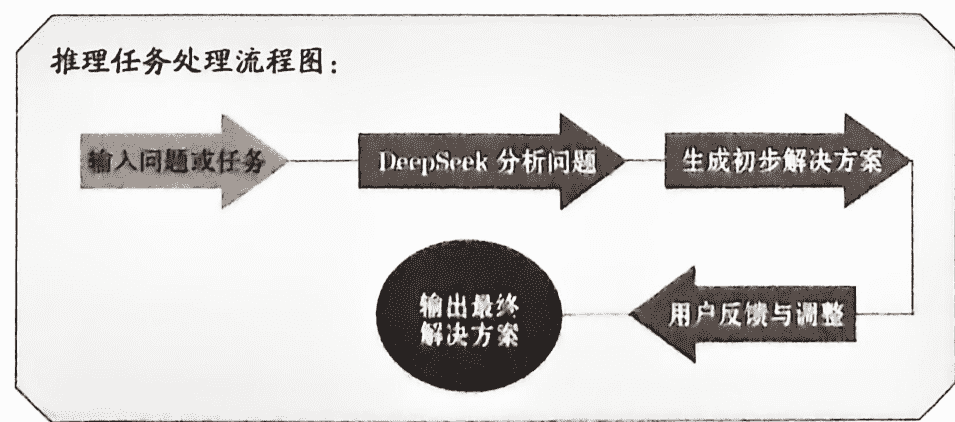 推理任务处理流程图：
输入问题或任务
DeepSeek 分析问题
生成初步解决方案
用户反馈与调整
输出最终
解决方案